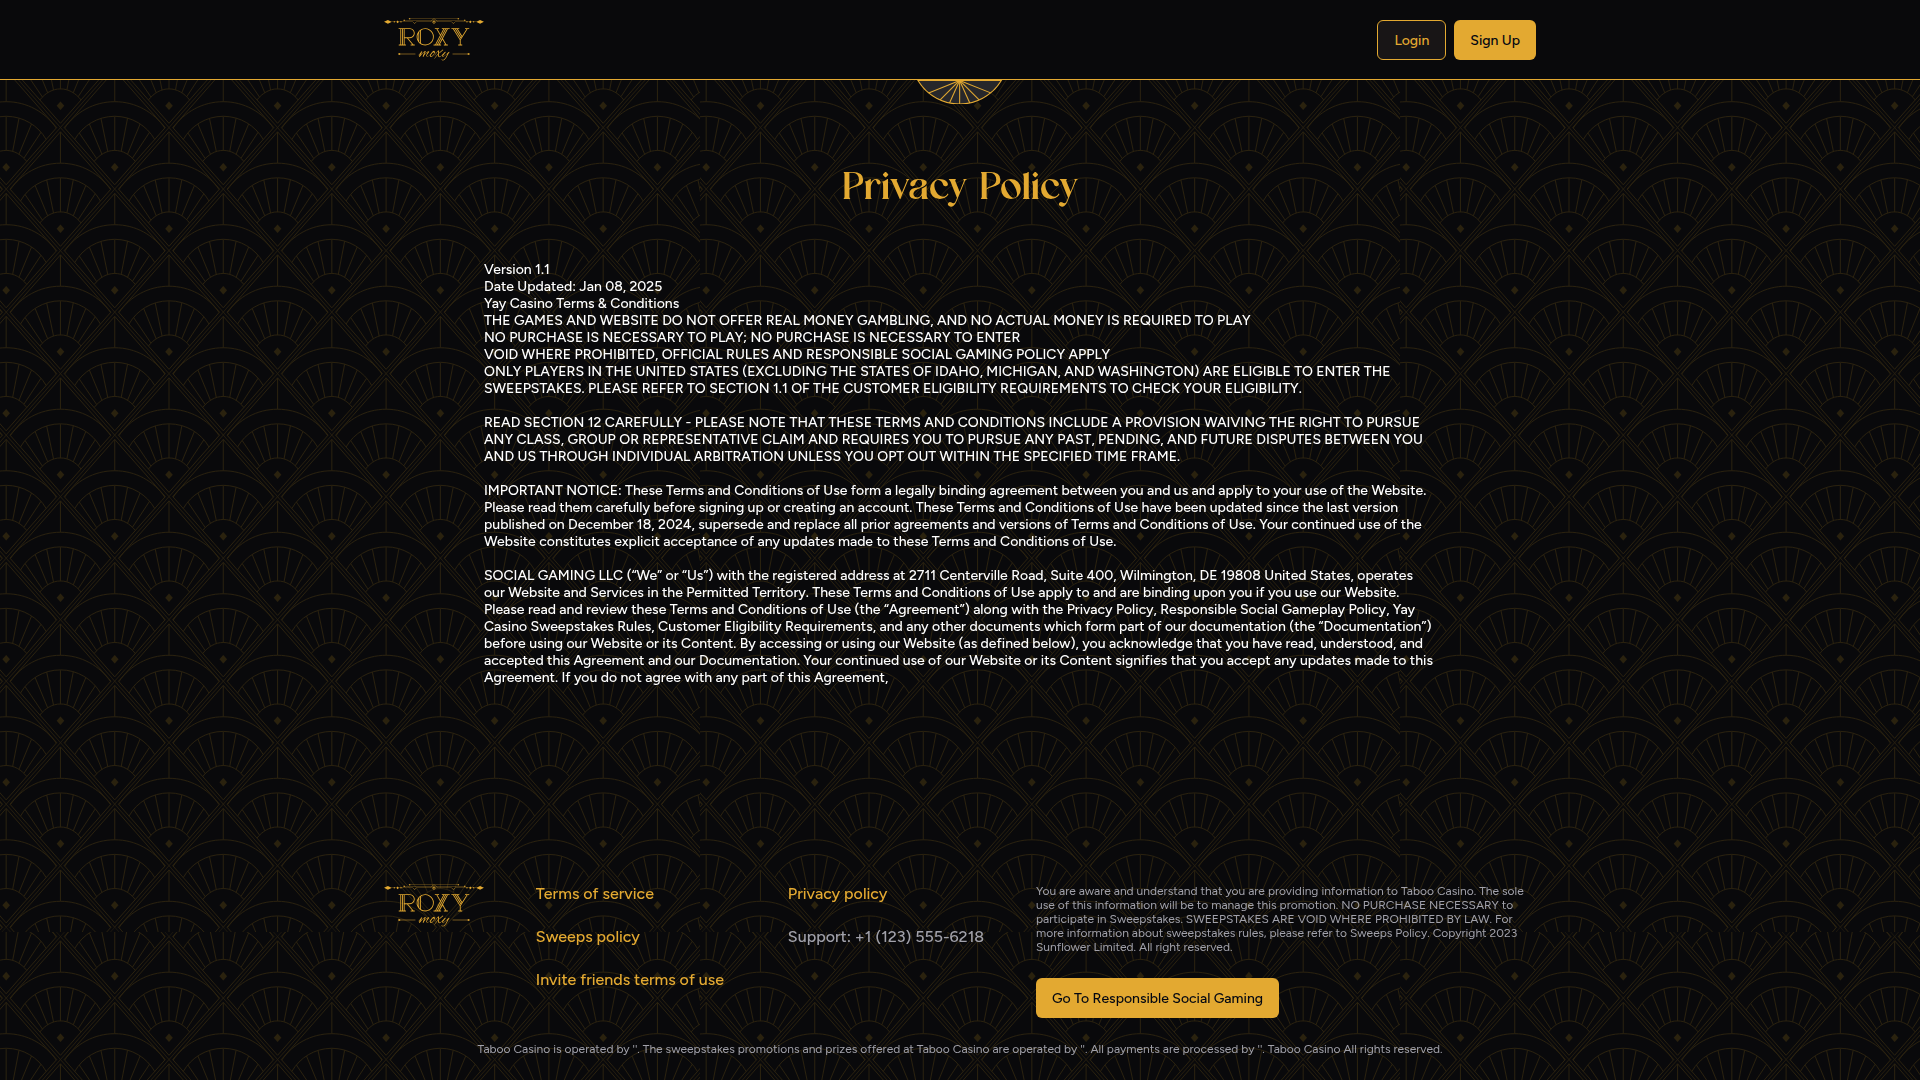 ROXY
moxy
Login
Sign Up
Privacy Policy
Version 1.1
Date Updated: Jan 08, 2025
Yay Casino Terms & Conditions
THE GAMES AND WEBSITE DO NOT OFFER REAL MONEY GAMBLING, AND NO ACTUAL MONEY IS REQUIRED TO PLAY
NO PURCHASE IS NECESSARY TO PLAY; NO PURCHASE IS NECESSARY TO ENTER
VOID WHERE PROHIBITED, OFFICIAL RULES AND RESPONSIBLE SOCIAL GAMING POLICY APPLY
ONLY PLAYERS IN THE UNITED STATES (EXCLUDING THE STATES OF IDAHO, MICHIGAN, AND WASHINGTON) ARE ELIGIBLE TO ENTER THE
SWEEPSTAKES. PLEASE REFER TO SECTION 1.1 OF THE CUSTOMER ELIGIBILITY REQUIREMENTS TO CHECK YOUR ELIGIBILITY.
READ SECTION 12 CAREFULLY - PLEASE NOTE THAT THESE TERMS AND CONDITIONS INCLUDE A PROVISION WAIVING THE RIGHT TO PURSUE
ANY CLASS, GROUP OR REPRESENTATIVE CLAIM AND REQUIRES YOU TO PURSUE ANY PAST, PENDING, AND FUTURE DISPUTES BETWEEN YOU
AND US THROUGH INDIVIDUAL ARBITRATION UNLESS YOU OPT OUT WITHIN THE SPECIFIED TIME FRAME.
IMPORTANT NOTICE: These Terms and Conditions of Use form a legally binding agreement between you and us and apply to your use of the Website.
Please read them carefully before signing up or creating an account. These Terms and Conditions of Use have been updated since the last version
published on December 18, 2024, supersede and replace all prior agreements and versions of Terms and Conditions of Use. Your continued use of the
Website constitutes explicit acceptance of any updates made to these Terms and Conditions of Use.
SOCIAL GAMING LLC (“We” or “Us”) with the registered address at 2711 Centerville Road, Suite 400, Wilmington, DE 19808 United States, operates
our Website and Services in the Permitted Territory. These Terms and Conditions of Use apply to and are binding upon you if you use our Website.
Please read and review these Terms and Conditions of Use (the “Agreement”) along with the Privacy Policy, Responsible Social Gameplay Policy, Yay
Casino Sweepstakes Rules, Customer Eligibility Requirements, and any other documents which form part of our documentation (the “Documentation”)
before using our Website or its Content. By accessing or using our Website (as defined below), you acknowledge that you have read, understood, and
accepted this Agreement and our Documentation. Your continued use of our Website or its Content signifies that you accept any updates made to this
Agreement. If you do not agree with any part of this Agreement,
ROXY
moxy
Terms of service
Sweeps policy
Invite friends terms of use
Privacy policy
Support: +1 (123) 555-6218
You are aware and understand that you are providing information to Taboo Casino. The sole
use of this information will be to manage this promotion. NO PURCHASE NECESSARY to
participate in Sweepstakes. SWEEPSTAKES ARE VOID WHERE PROHIBITED BY LAW. For
more information about sweepstakes rules, please refer to Sweeps Policy. Copyright 2023
Sunflower Limited. All right reserved.
Go To Responsible Social Gaming
Taboo Casino is operated by ''. The sweepstakes promotions and prizes offered at Taboo Casino are operated by ''. All payments are processed by ''. Taboo Casino All rights reserved.